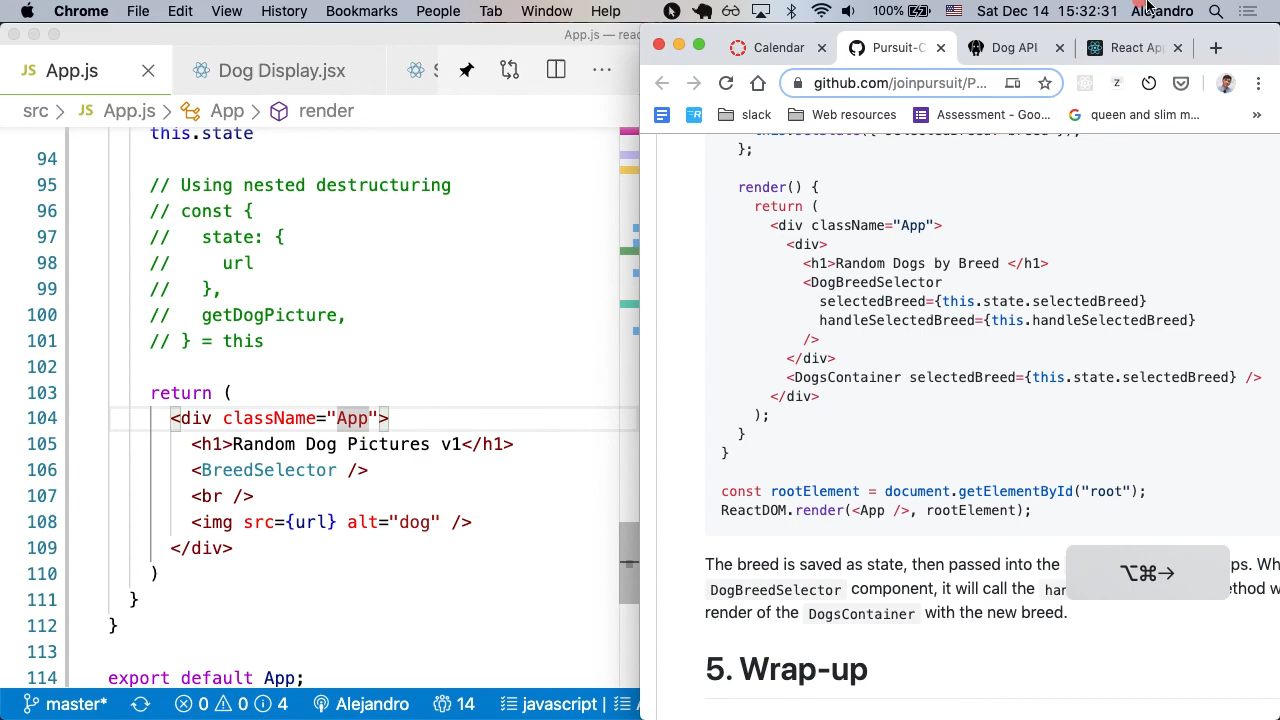 Chrome File Edit View History Bookmarks People Tab Window Help 100% Sat Dec 14 15:32:31 Alejandro
App.js — reac
JS App.js Dog Display.jsx S
src > JS App.js > App > render
this.state
94
95 // Using nested destructuring
96 // const {
97 //   state: {
98 //     url
99 //   },
100 //   getDogPicture,
101 // } = this
102
103 return (
104 <div className="App">
105 <h1>Random Dog Pictures v1</h1>
106 <BreedSelector />
107 <br />
108 <img src={url} alt="dog" />
109 </div>
110 )
111 }
112 }
113
114 export default App;
master* 0 0 4 Alejandro 14 javascript |
Calendar Pursuit-C Dog API React App
github.com/joinpursuit/P...
slack Web resources Assessment - Goo... queen and slim m... »
};
render() {
return (
<div className="App">
<div>
<h1>Random Dogs by Breed </h1>
<DogBreedSelector
selectedBreed={this.state.selectedBreed}
handleSelectedBreed={this.handleSelectedBreed}
/>
</div>
<DogsContainer selectedBreed={this.state.selectedBreed} />
</div>
);
}
}
const rootElement = document.getElementById("root");
ReactDOM.render(<App />, rootElement);
The breed is saved as state, then passed into the ps. Wh
DogBreedSelector component, it will call the han ethod w
render of the DogsContainer with the new breed.
⌥⌘→
5. Wrap-up